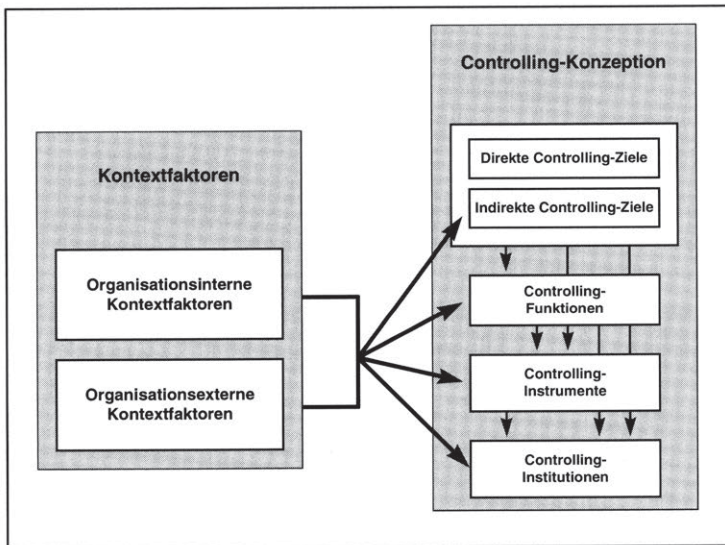 Kontextfaktoren
Organisationsinterne
Kontextfaktoren
Organisationsexterne
Kontextfaktoren
Controlling-Konzeption
Direkte Controlling-Ziele
Indirekte Controlling-Ziele
Controlling-
Funktionen
Controlling-
Instrumente
Controlling-
Institutionen